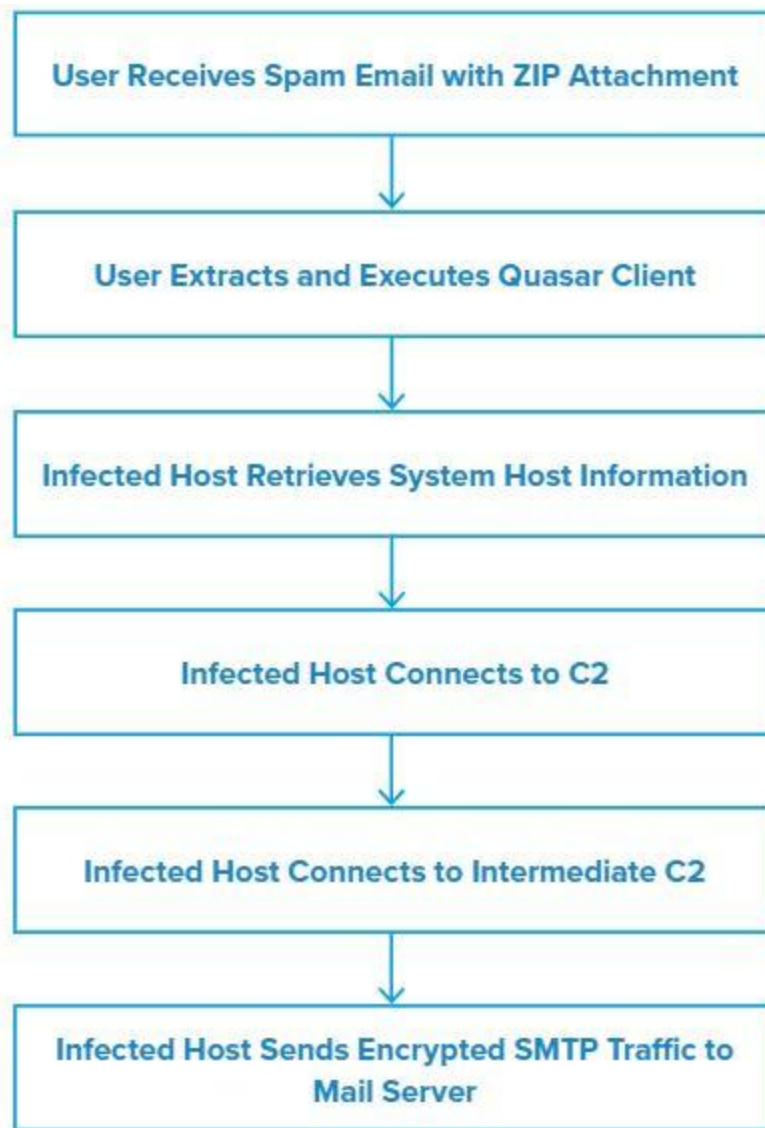 User Receives Spam Email with ZIP Attachment
User Extracts and Executes Quasar Client
Infected Host Retrieves System Host Information
Infected Host Connects to C2
Infected Host Connects to Intermediate C2
Infected Host Sends Encrypted SMTP Traffic to
Mail Server